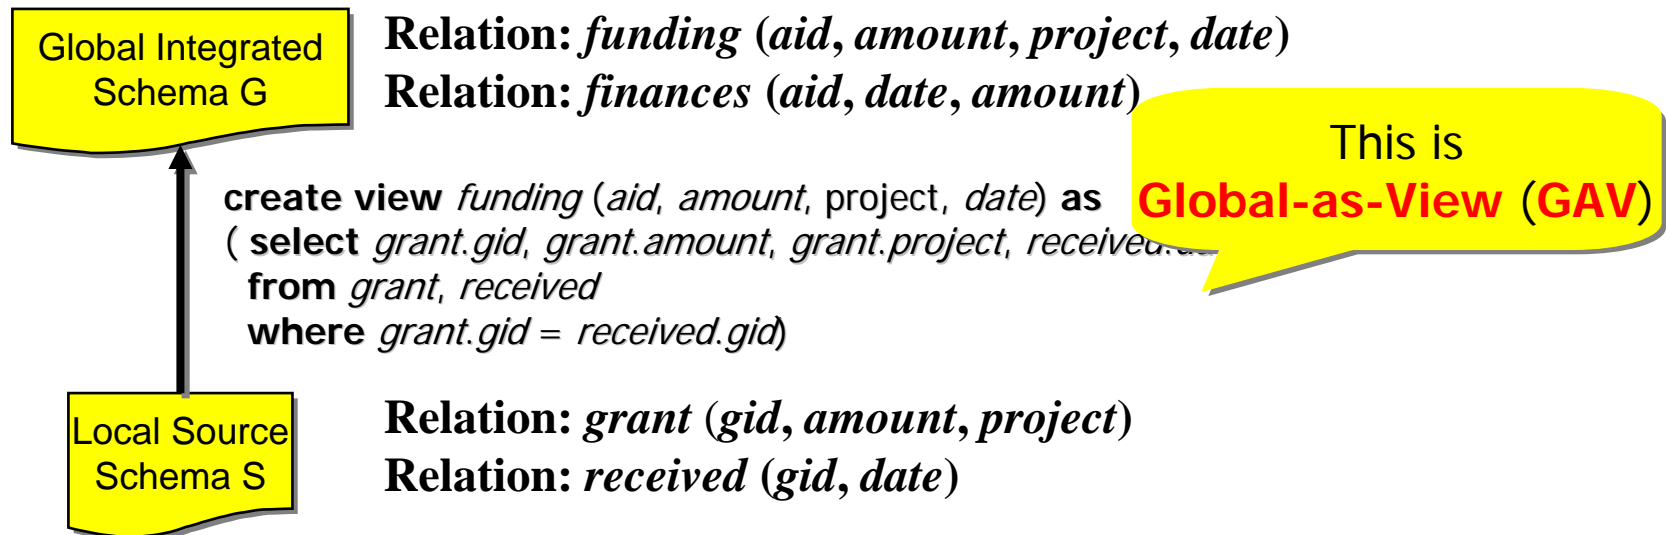 Global Integrated
Schema G
Relation: funding (aid, amount, project, date)
Relation: finances (aid, date, amount)
This is
Global-as-View (GAV)
create view funding (aid, amount, project, date) as
( select grant.gid, grant.amount, grant.project,
from grant, received
where grant.gid = received.gid)
Local Source
Schema S
Relation: grant (gid, amount, project)
Relation: received (gid, date)